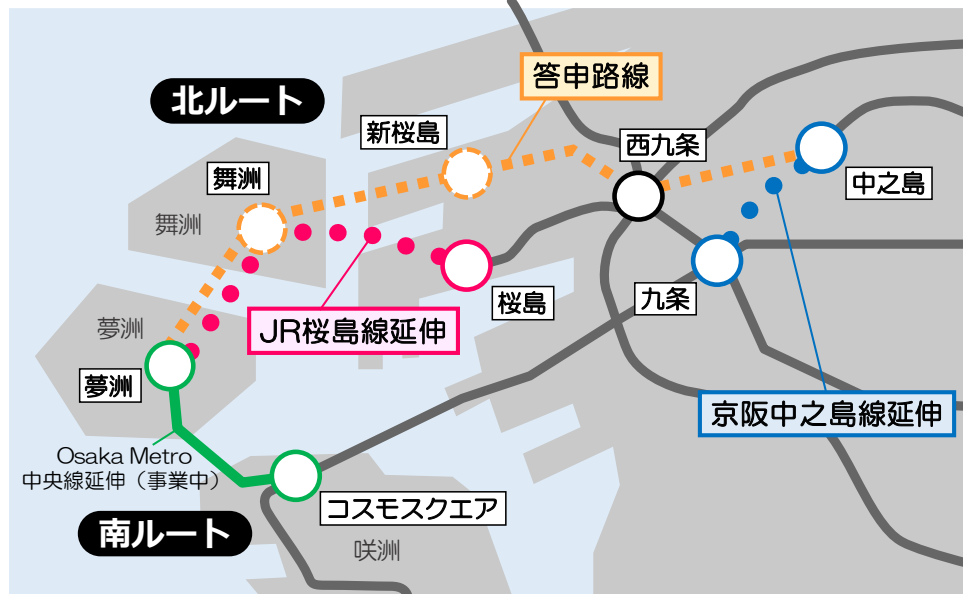 北ルート
答申路線
新桜島
西九条
舞洲
中之島
舞洲
桜島
九条
夢洲
JR桜島線延伸
夢洲
京阪中之島線延伸
Osaka Metro
中央線延伸（事業中）
コスモスクエア
南ルート
咲洲